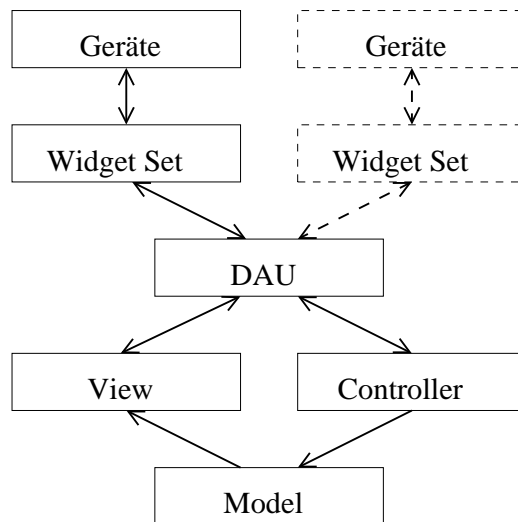 Geräte
Geräte
Widget Set
Widget Set
DAU
View
Controller
Model